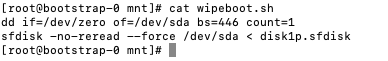 [root@bootstrap-0 mnt]# cat wipeboot.sh
dd if=/dev/zero of=/dev/sda bs=446 count=1
sfdisk -no-reread --force /dev/sda < disk1p.sfdisk
[root@bootstrap-0 mnt]#